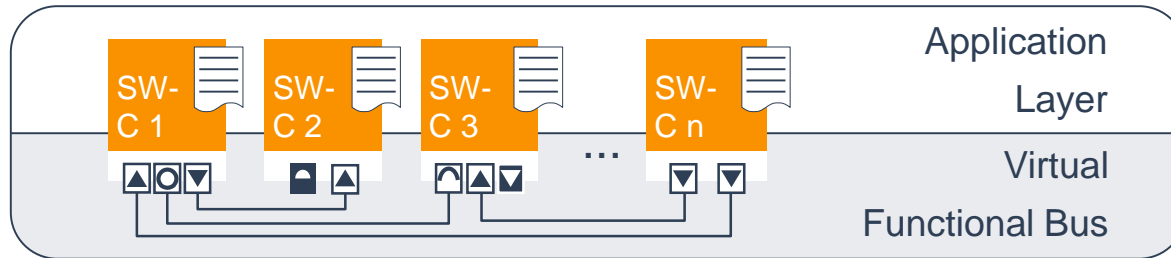 SW-
C 1
SW-
C 2
SW-
C 3
...
SW-
C n
Application
Layer
Virtual
Functional Bus